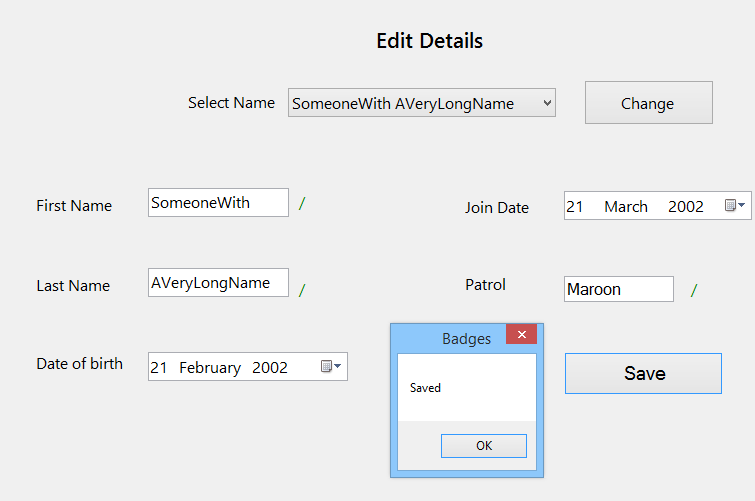 Edit Details
Select Name SomeoneWith AVeryLongName Change
First Name SomeoneWith / Join Date 21 March 2002
Last Name AVeryLongName / Patrol Maroon /
Date of birth 21 February 2002
Badges
Saved
OK
Save